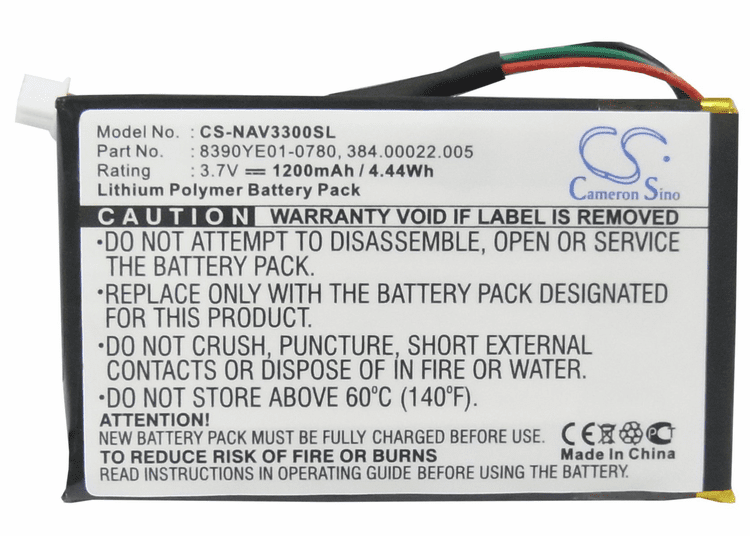 Model No. : CS-NAV3300SL
Part No. : 8390YE01-0780, 384.00022.005
Rating : 3.7V 1200mAh / 4.44Wh
Lithium Polymer Battery Pack
CS
Cameron Sino
CAUTION WARRANTY VOID IF LABEL IS REMOVED
•DO NOT ATTEMPT TO DISASSEMBLE, OPEN OR SERVICE
THE BATTERY PACK.
•REPLACE ONLY WITH THE BATTERY PACK DESIGNATED
FOR THIS PRODUCT.
•DO NOT CRUSH, PUNCTURE, SHORT EXTERNAL
CONTACTS OR DISPOSE OF IN FIRE OR WATER.
•DO NOT STORE ABOVE 60ºC (140ºF).
ATTENTION!
NEW BATTERY PACK MUST BE FULLY CHARGED BEFORE USE.
TO REDUCE RISK OF FIRE OR BURNS
READ INSTRUCTIONS IN OPERATING GUIDE BEFORE USE.
CE
Made In China